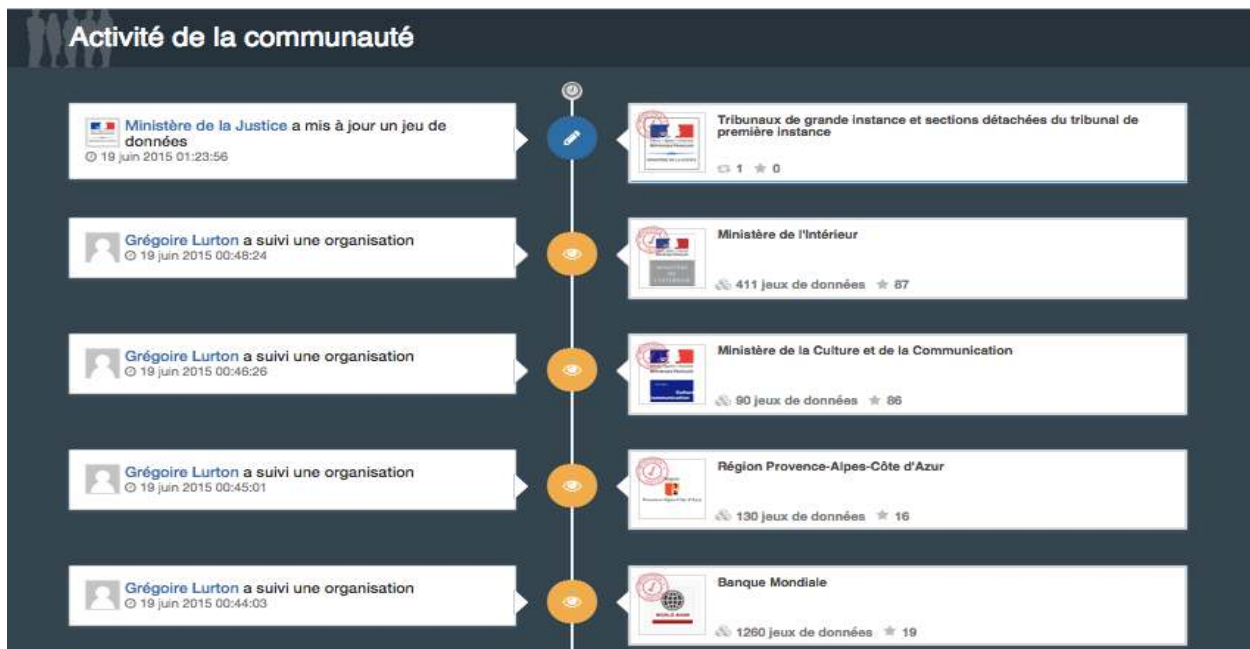 Activité de la communauté
Ministère de la Justice a mis à jour un jeu de
données
19 juin 2015 01:23:56
Tribunaux de grande instance et sections détachées du tribunal de
première instance
1 0
Grégoire Lurton a suivi une organisation
19 juin 2015 00:48:24
Ministère de l'Intérieur
411 jeux de données 87
Grégoire Lurton a suivi une organisation
19 juin 2015 00:46:26
Ministère de la Culture et de la Communication
90 jeux de données 86
Grégoire Lurton a suivi une organisation
19 juin 2015 00:45:01
Région Provence-Alpes-Côte d'Azur
130 jeux de données 16
Grégoire Lurton a suivi une organisation
19 juin 2015 00:44:03
Banque Mondiale
WORLD BANK
1260 jeux de données 19